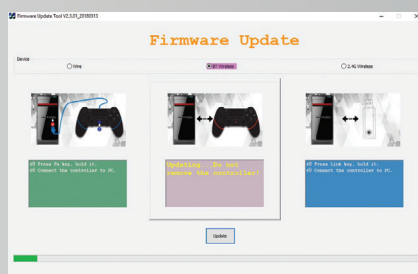 Firmware Update Tool V2.3.01_20180313
Firmware Update
Device
Wire
BT Wireless
2.4G Wireless
Press Fn key, hold it.
Connect the controller to PC.
Updating...Do not
remove the controller!
Press Link key, hold it.
Connect the controller to PC.
Update